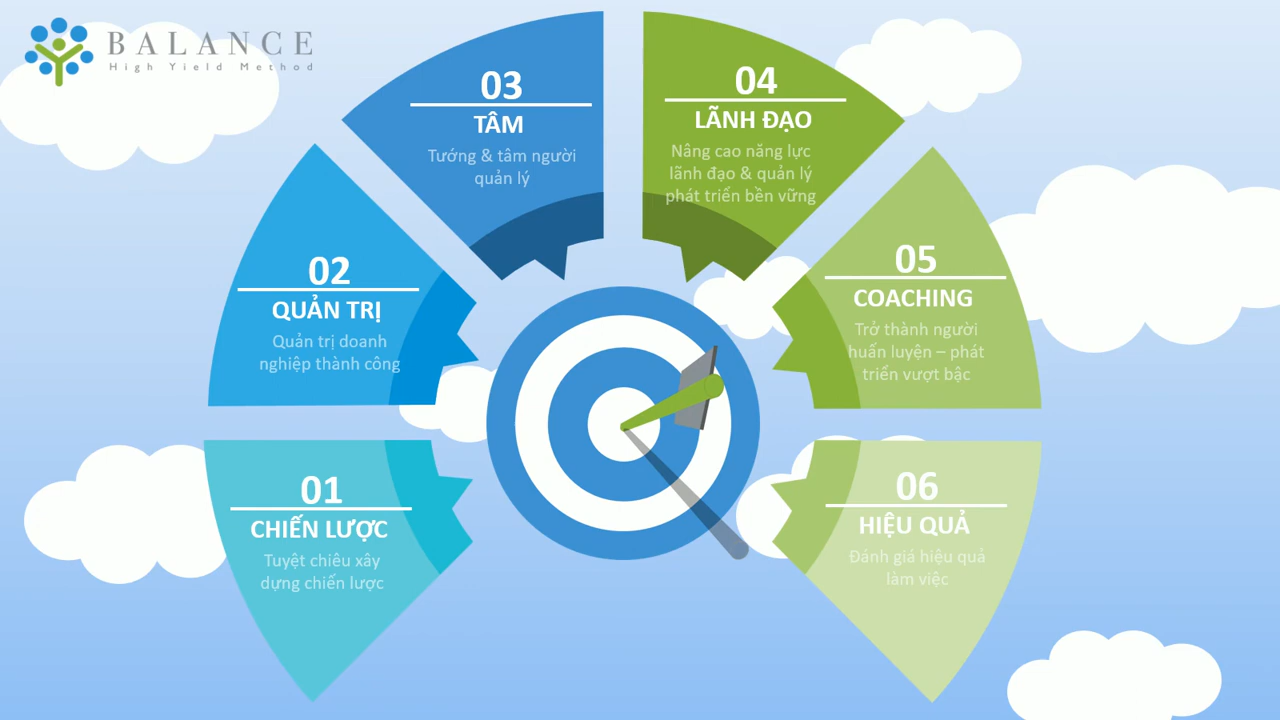 BALANCE
High Yield Method
01
CHIẾN LƯỢC
Tuyệt chiêu xây
dựng chiến lược
02
QUẢN TRỊ
Quản trị doanh
nghiệp thành công
03
TÂM
Tướng & tâm người
quản lý
04
LÃNH ĐẠO
Nâng cao năng lực
lãnh đạo & quản lý
phát triển bền vững
05
COACHING
Trở thành người
huấn luyện – phát
triển vượt bậc
06
HIỆU QUẢ
Đánh giá hiệu quả
làm việc